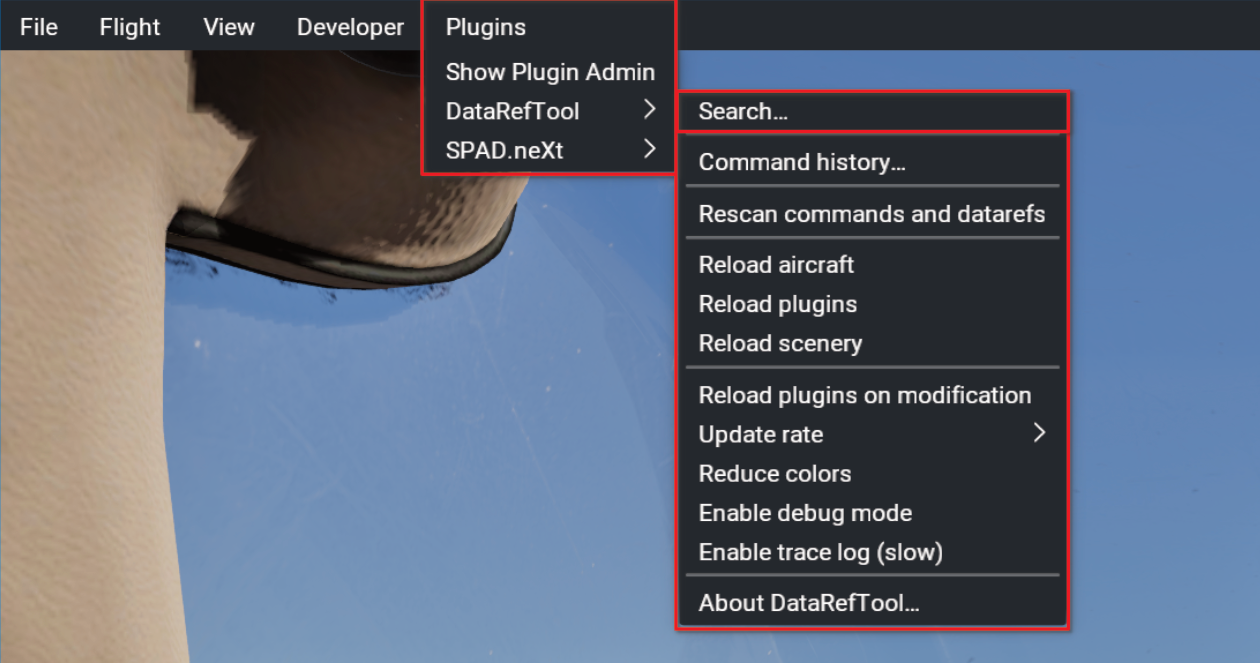 File Flight View Developer Plugins
Show Plugin Admin
DataRefTool
SPAD.neXt
Search...
Command history...
Rescan commands and datarefs
Reload aircraft
Reload plugins
Reload scenery
Reload plugins on modification
Update rate
Reduce colors
Enable debug mode
Enable trace log (slow)
About DataRefTool...